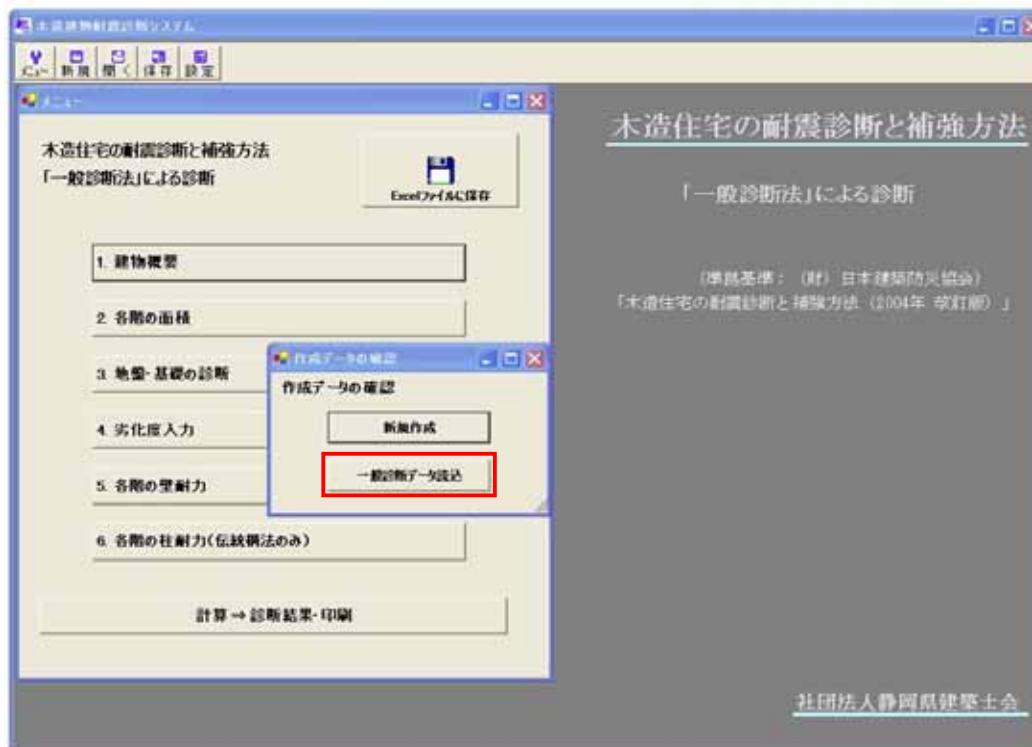 木造建物耐震診断システム
メニュー 新規 開く 保存 設定
メニュー
木造住宅の耐震診断と補強方法
「一般診断法」による診断
Excelファイルに保存
1. 建物概要
2. 各階の面積
3. 地盤・基礎の診断
4. 劣化度入力
5. 各階の壁耐力
6. 各階の柱耐力(伝統構法のみ)
計算⇒診断結果・印刷
作成データの確認
作成データの確認
新規作成
一般診断データ読込
木造住宅の耐震診断と補強方法
「一般診断法」による診断
(準拠基準: (財) 日本建築防災協会)
「木造住宅の耐震診断と補強方法 (2004年 改訂版) 」
社団法人静岡県建築士会